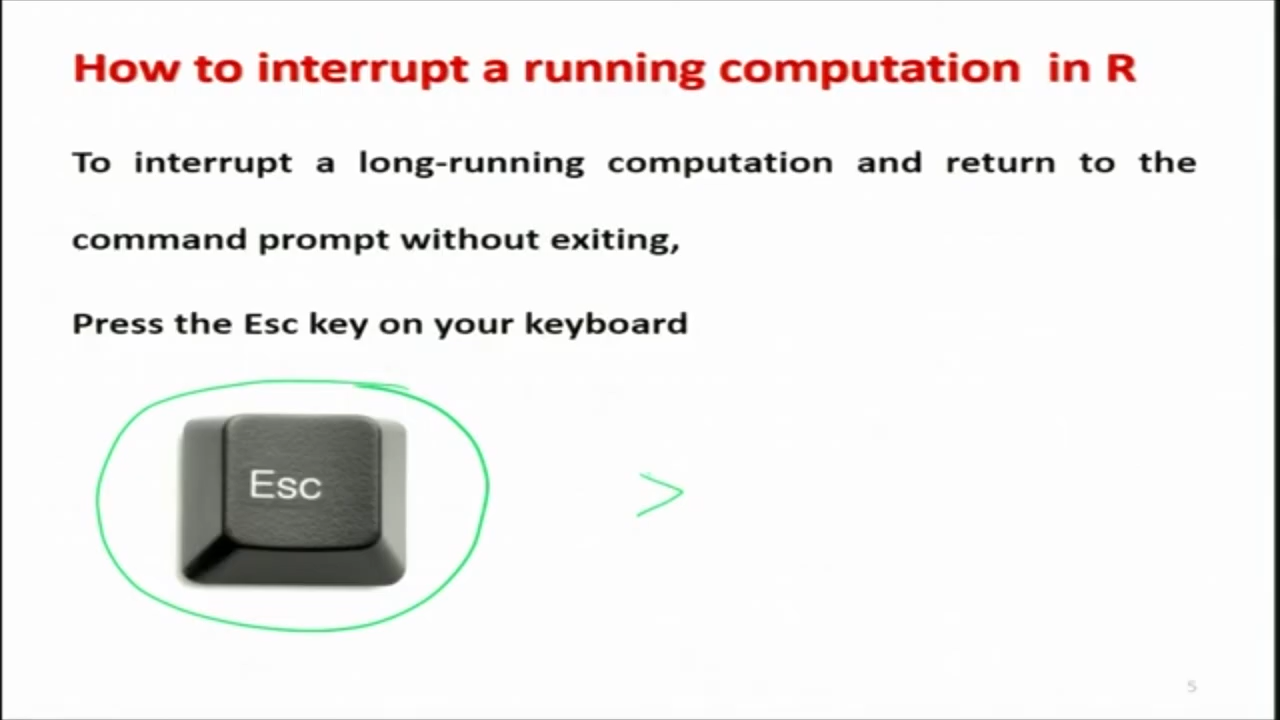 How to interrupt a running computation in R
To interrupt a long-running computation and return to the
command prompt without exiting,
Press the Esc key on your keyboard
Esc
>
5